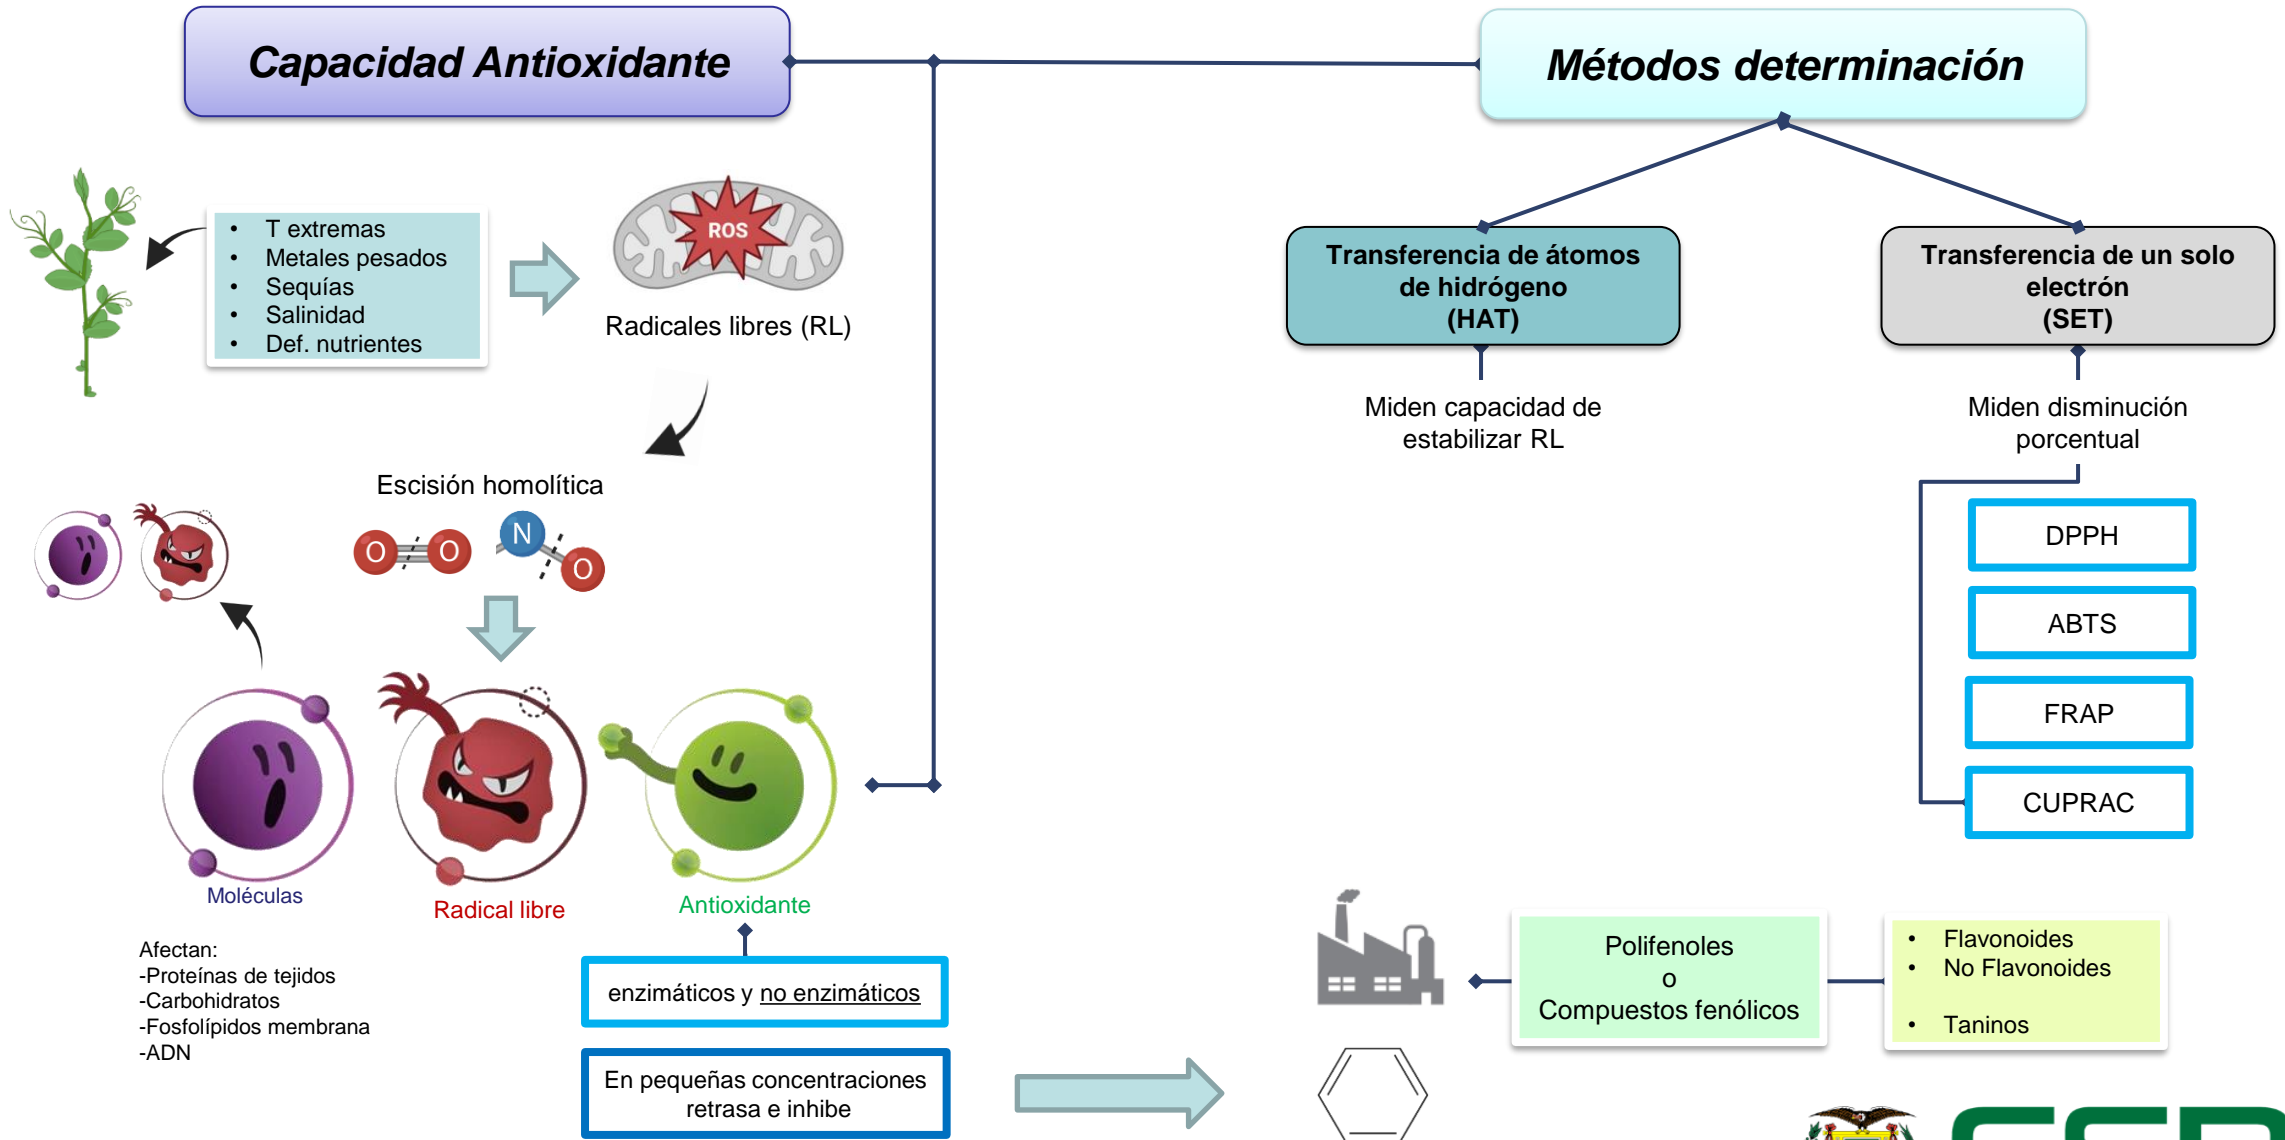 Capacidad Antioxidante
Métodos determinación
• T extremas
• Metales pesados
• Sequías
• Salinidad
• Def. nutrientes
ROS
Radicales libres (RL)
Transferencia de átomos
de hidrógeno
(HAT)
Transferencia de un solo
electrón
(SET)
Miden capacidad de
estabilizar RL
Miden disminución
porcentual
Escisión homolítica
O O
N O
DPPH
ABTS
FRAP
CUPRAC
Moléculas
Radical libre
Antioxidante
Afectan:
-Proteínas de tejidos
-Carbohidratos
-Fosfolípidos membrana
-ADN
enzimáticos y no enzimáticos
En pequeñas concentraciones
retrasa e inhibe
Polifenoles
o
Compuestos fenólicos
• Flavonoides
• No Flavonoides
• Taninos